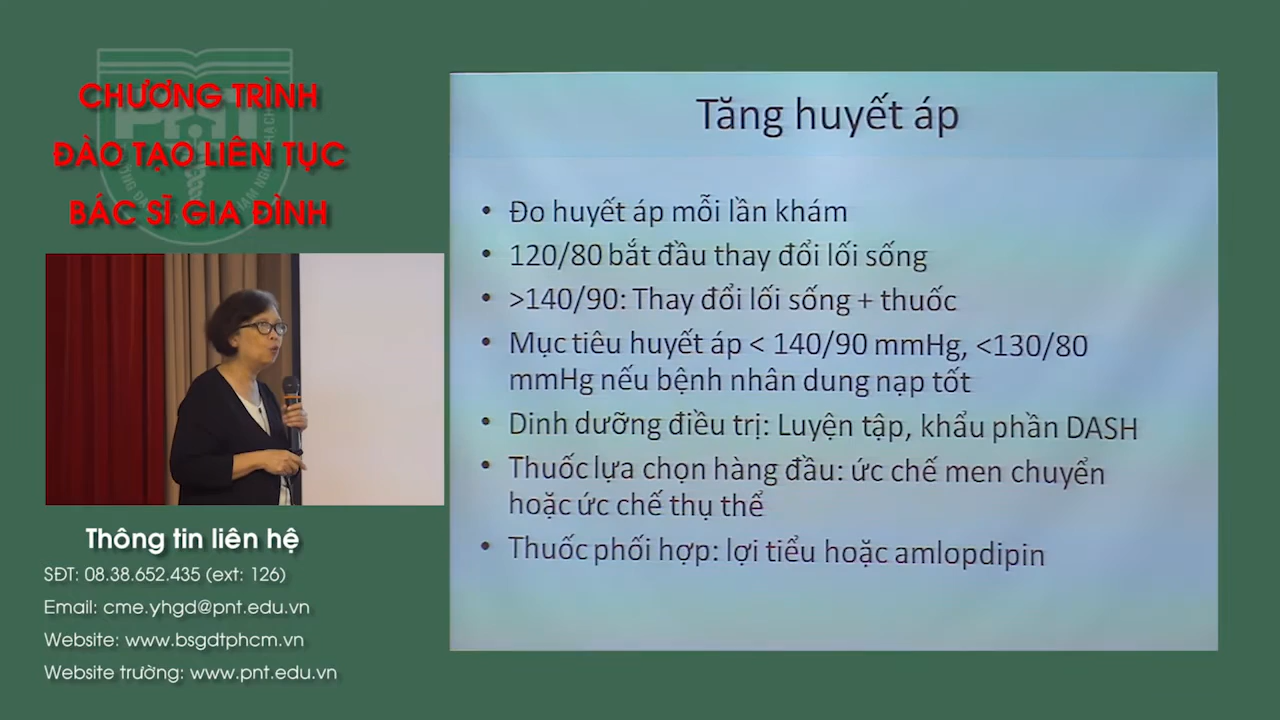 CHƯƠNG TRÌNH
ĐÀO TẠO LIÊN TỤC
BÁC SĨ GIA ĐÌNH
Thông tin liên hệ
SĐT: 08.38.652.435 (ext: 126)
Email: cme.yhgd@pnt.edu.vn
Website: www.bsgdtphcm.vn
Website trường: www.pnt.edu.vn
Tăng huyết áp
• Đo huyết áp mỗi lần khám
• 120/80 bắt đầu thay đổi lối sống
• >140/90: Thay đổi lối sống + thuốc
• Mục tiêu huyết áp < 140/90 mmHg, <130/80
mmHg nếu bệnh nhân dung nạp tốt
• Dinh dưỡng điều trị: Luyện tập, khẩu phần DASH
• Thuốc lựa chọn hàng đầu: ức chế men chuyển
hoặc ức chế thụ thể
• Thuốc phối hợp: lợi tiểu hoặc amlopdipin